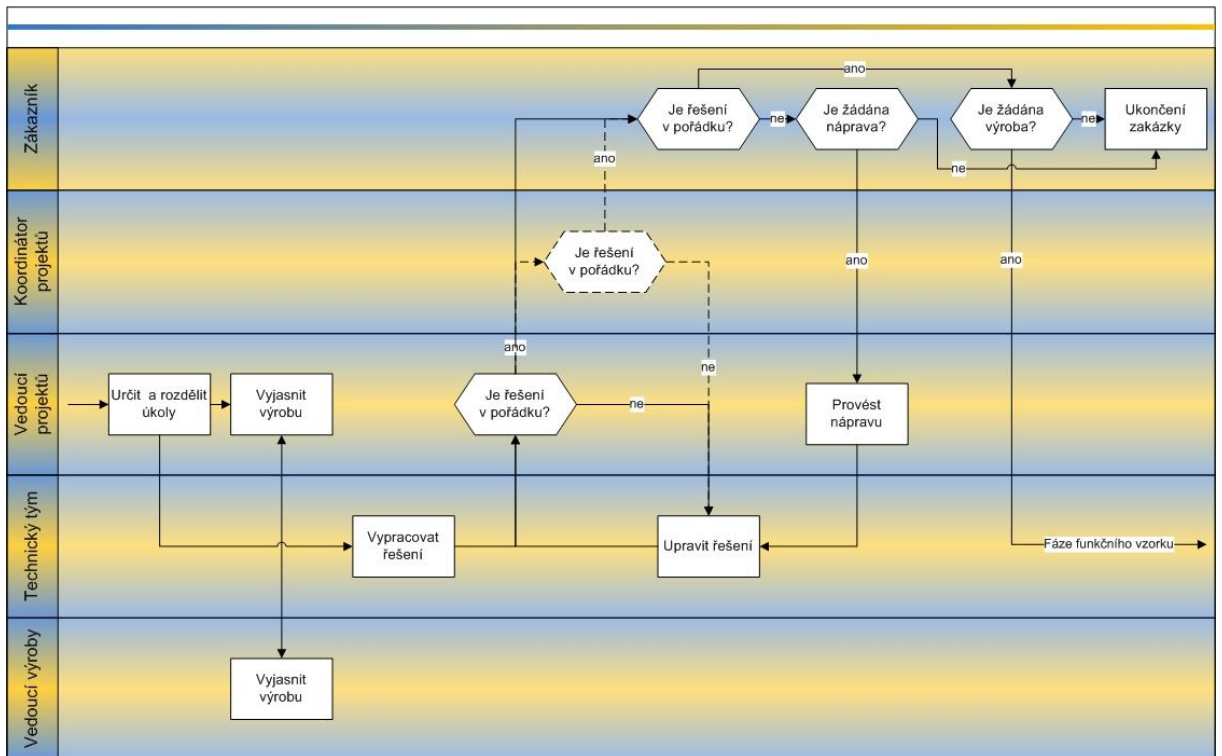 Zákazník
Je řešení
v pořádku?
ne
Je žádána
náprava?
ano
Je žádána
výroba?
ne
Ukončení
zakázky
ne
ano
Koordinátor
projektů
Je řešení
v pořádku?
ano
ano
Vedoucí
projektů
Určit a rozdělit
úkoly
Vyjasnit
výrobu
ano
Je řešení
v pořádku?
ne
ne
Provést
nápravu
Technický tým
Vypracovat
řešení
Upravit řešení
Fáze funkčního vzorku
Vedoucí výroby
Vyjasnit
výrobu